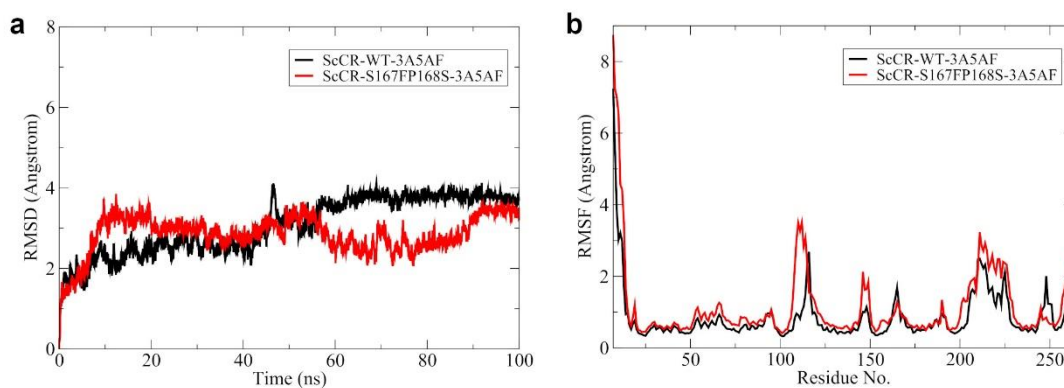 a
RMSD (Angstrom)
8
6
4
2
0
ScCR-WT-3A5AF
ScCR-S167FP168S-3A5AF
0 20 40 60 80 100
Time (ns)
b
RMSF (Angstrom)
8
6
4
2
0
ScCR-WT-3A5AF
ScCR-S167FP168S-3A5AF
50 100 150 200 250
Residue No.